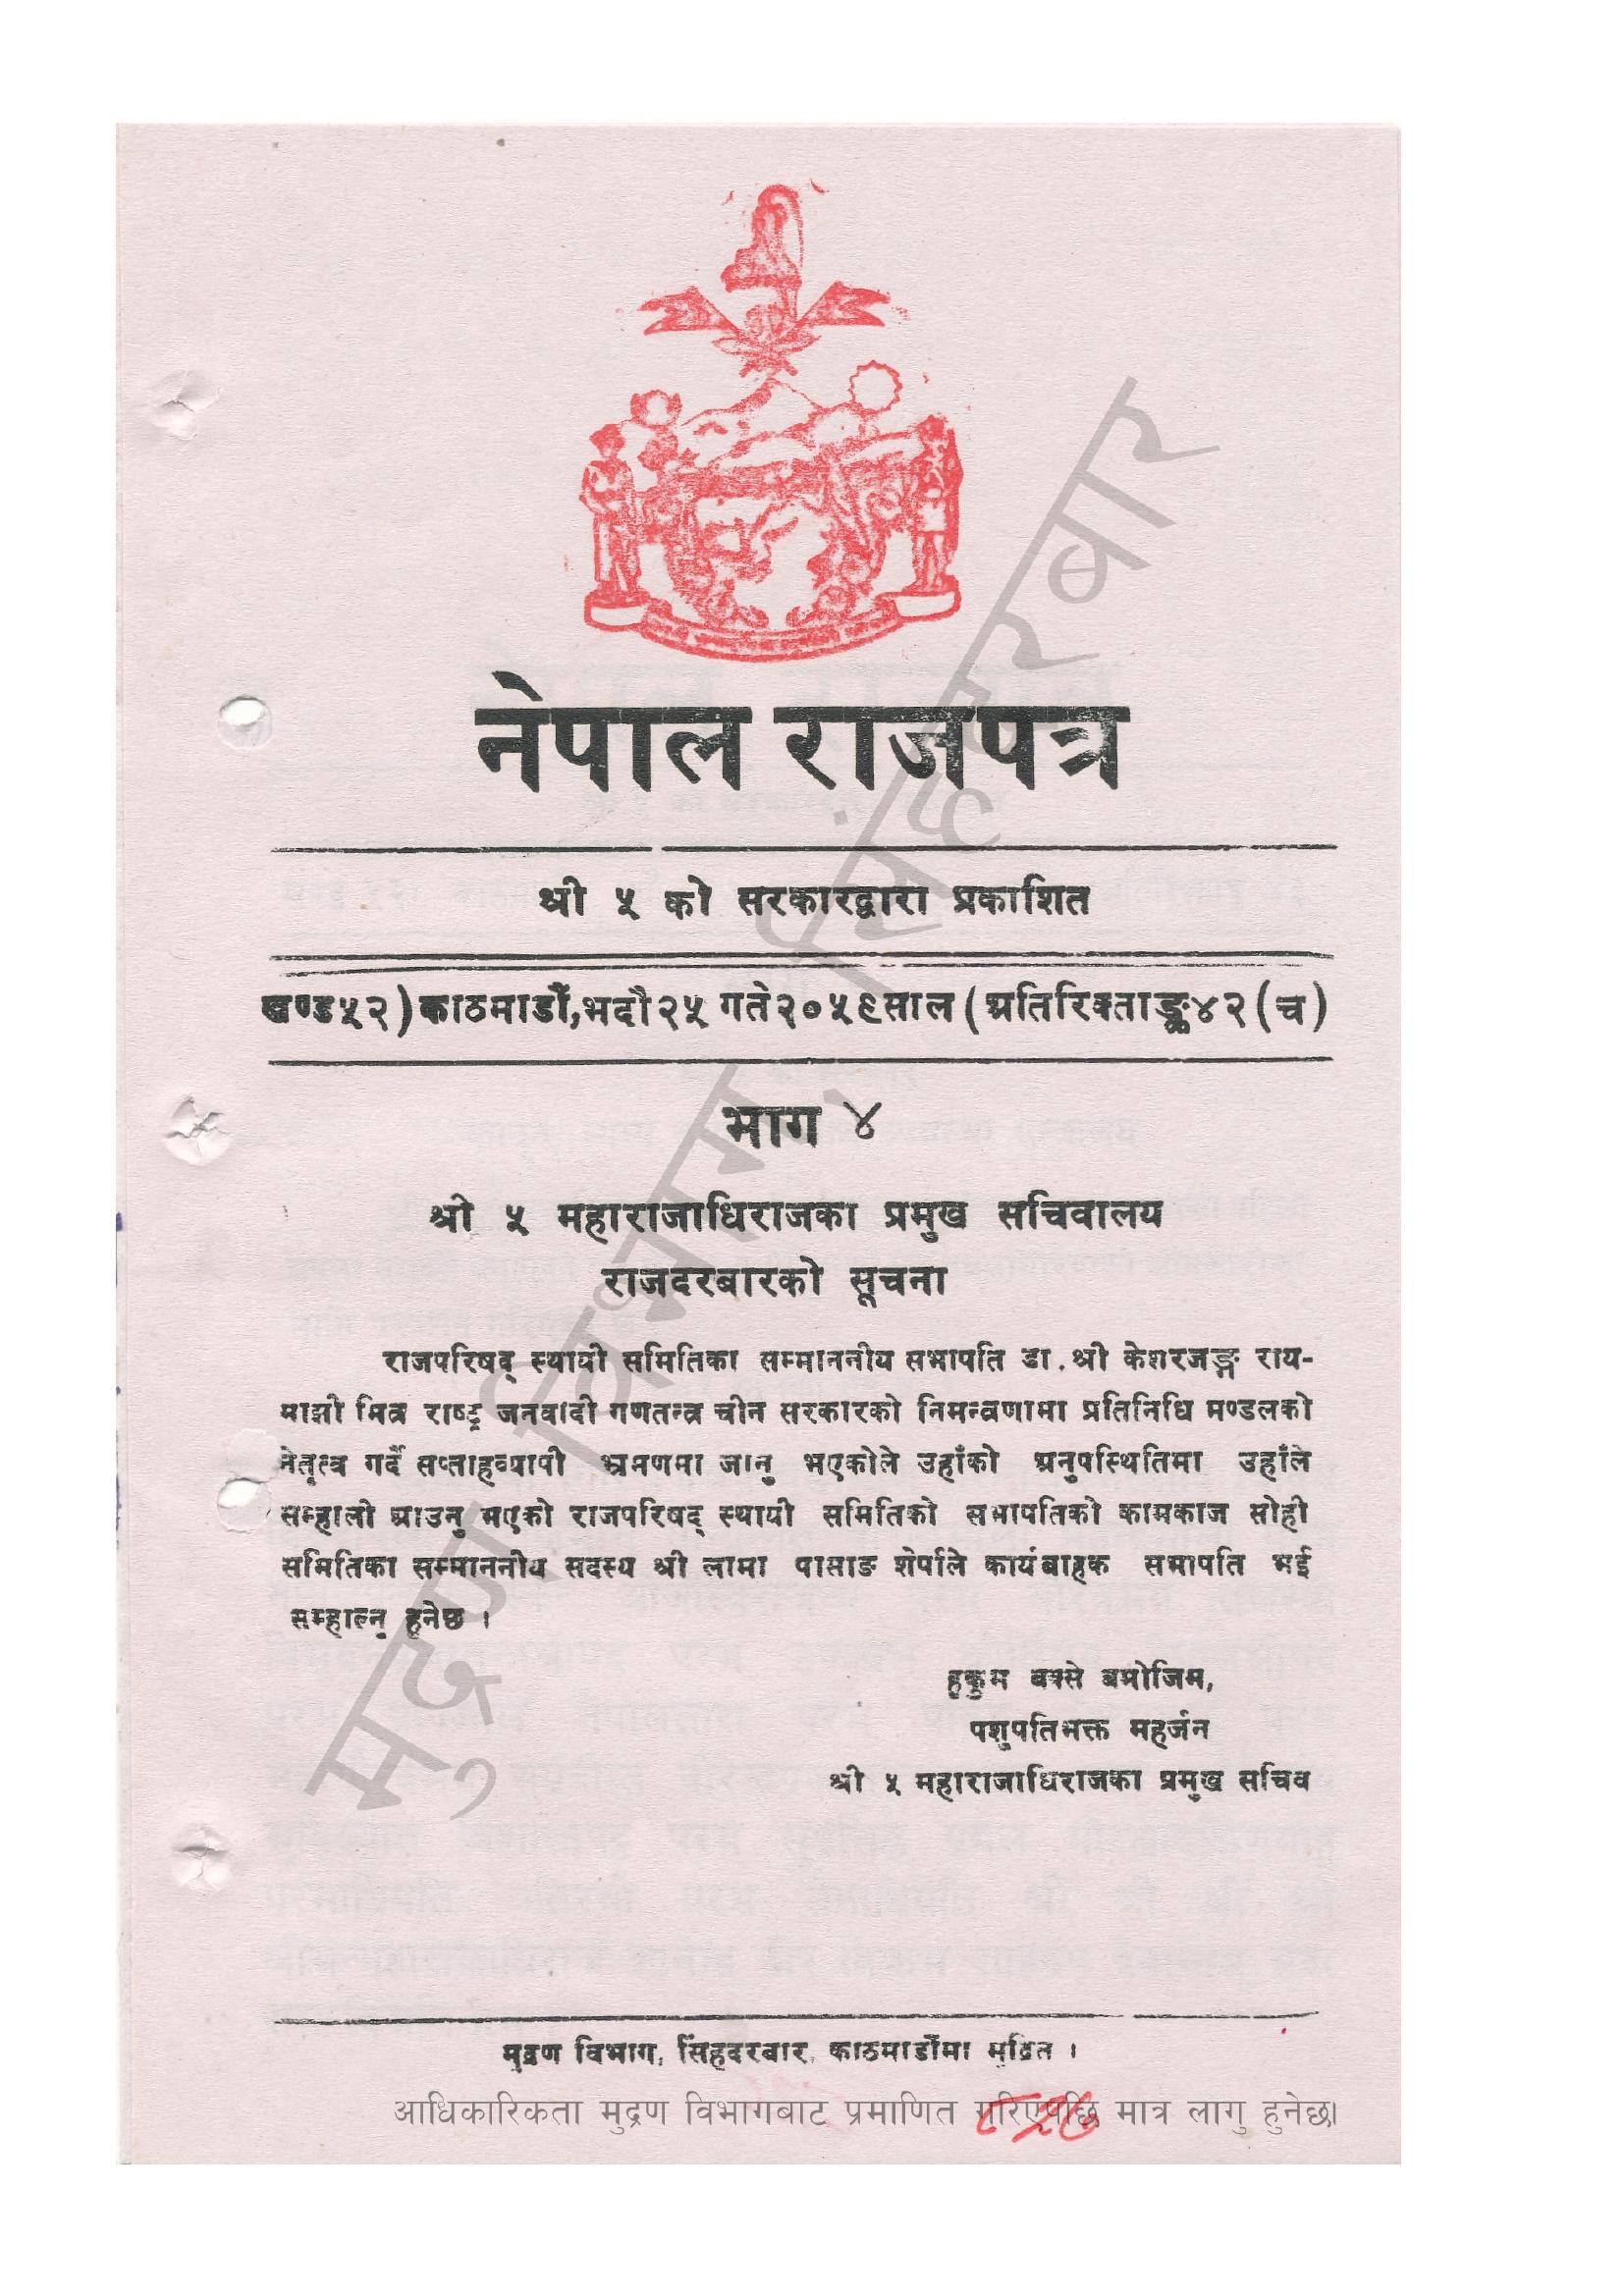 नेपाल राजपत्र
श्री ५ को सरकारद्वारा प्रकाशित
खण्ड ५२) काठमाडौँ, भदौ २५ गते २०५९ साल (अतिरिक्ताङ्क ४२ (च)
भाग ४
श्री ५ महाराजाधिराजका प्रमुख सचिवालय
राजदरबारको सूचना
राजपरिषद् स्थायी समितिका सम्माननीय सभापति डा. श्री केशरजङ्ग राय-
माझी मित्र राष्ट्र जनवादी गणतन्त्र चीन सरकारको निमन्त्रणामा प्रतिनिधि मण्डलको
नेतृत्व गर्दै सप्ताहव्यापी भ्रमणमा जानु भएकोले उहाँको अनुपस्थितिमा उहाँले
सम्हाली आउनु भएको राजपरिषद् स्थायी समितिको सभापतिको कामकाज सोही
समितिका सम्माननीय सदस्य श्री लामा पासाङ शेर्पाले कार्यबाहक सभापति भई
सम्हाल्नु हुनेछ ।
हुकुम बक्से बमोजिम,
पशुपतिभक्त महर्जन
श्री ५ महाराजाधिराजका प्रमुख सचिव
मुद्रण विभाग, सिंहदरबार, काठमाडौँमा मुद्रित ।
आधिकारिकता मुद्रण विभागबाट प्रमाणित गरिएपछि मात्र लागु हुनेछ।
मुद्रण विभाग, सिंहदरबार